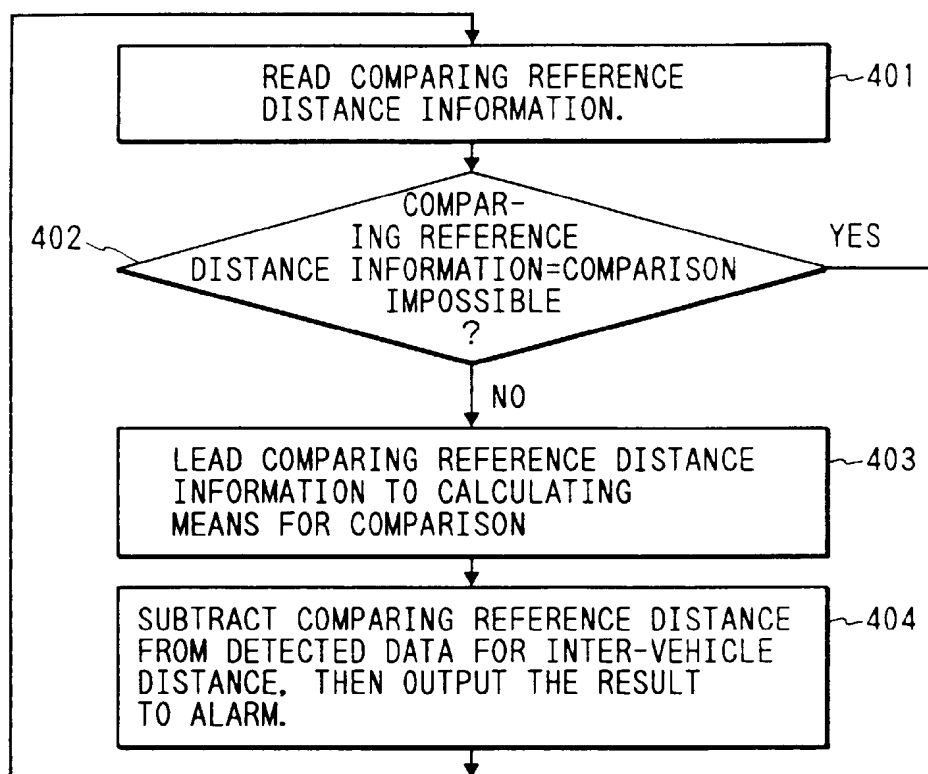 READ COMPARING REFERENCE
DISTANCE INFORMATION.
401
COMPAR-
ING REFERENCE
DISTANCE INFORMATION=COMPARISON
IMPOSSIBLE
?
402
YES
NO
LEAD COMPARING REFERENCE DISTANCE
INFORMATION TO CALCULATING
MEANS FOR COMPARISON
403
SUBTRACT COMPARING REFERENCE DISTANCE
FROM DETECTED DATA FOR INTER-VEHICLE
DISTANCE. THEN OUTPUT THE RESULT
TO ALARM.
404